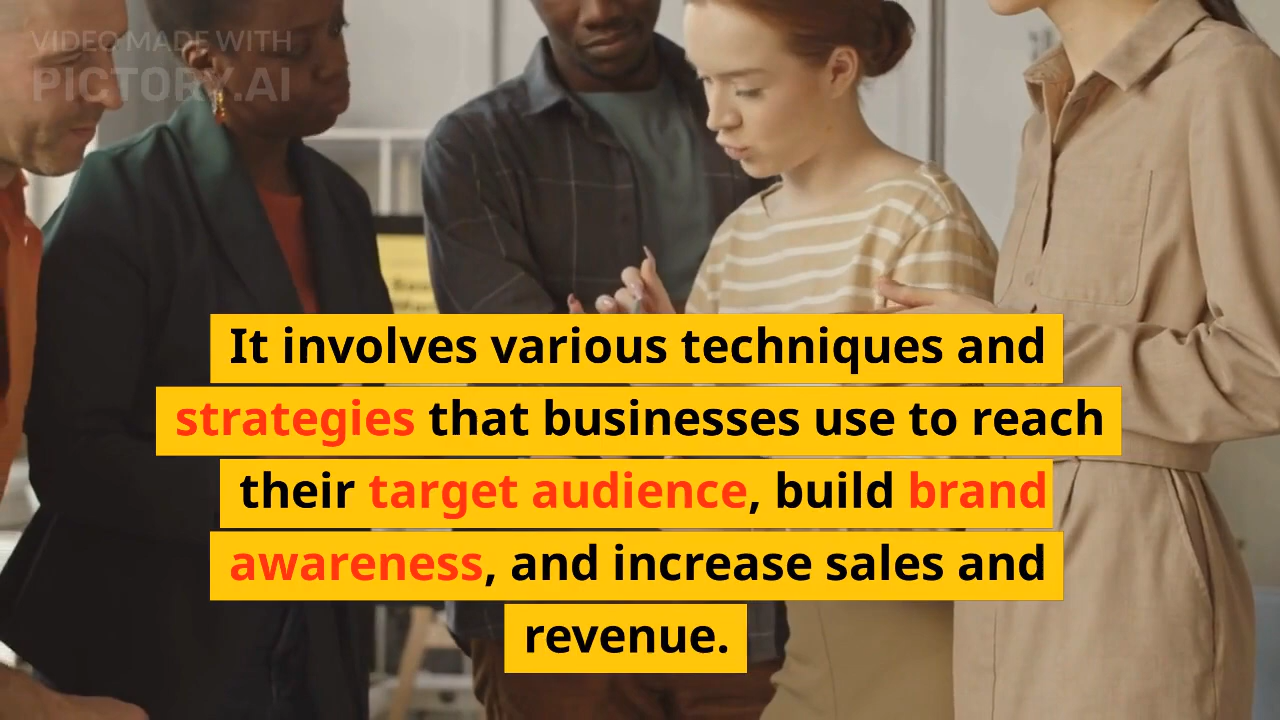 VIDEO MADE WITH
PICTORY.AI
It involves various techniques and
strategies that businesses use to reach
their target audience, build brand
awareness, and increase sales and
revenue.